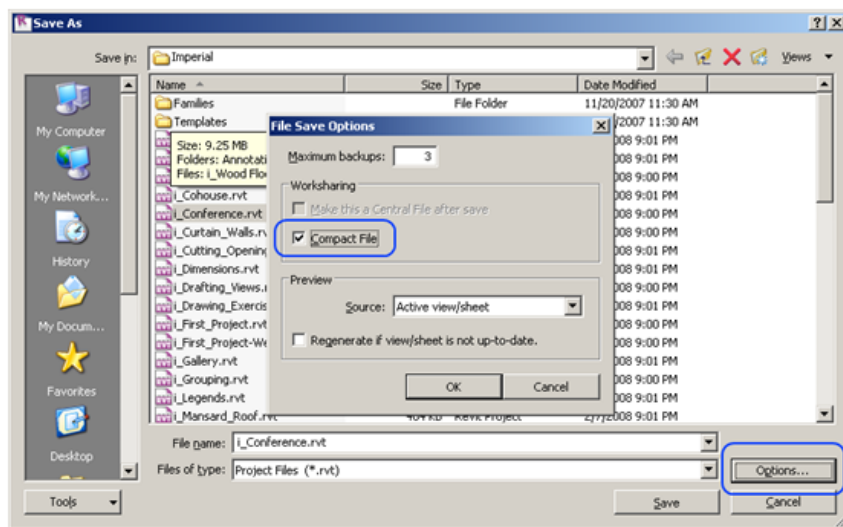 Save As
Save in: Imperial Views
Name Size Type Date Modified
Families File Folder 11/20/2007 11:30 AM
Templates /2007 11:30 AM
Size: 9.25 MB 008 9:01 PM
Folders: Annotati 008 9:01 PM
Files: i_Wood Flo 008 9:00 PM
i_Cohouse.rvt 008 9:01 PM
i_Conference.rvt 008 9:00 PM
i_Curtain_Walls.rv 008 9:00 PM
i_Cutting_Opening 008 9:01 PM
i_Dimensions.rvt 008 9:01 PM
i_Drafting_Views.r 008 9:00 PM
i_Drawing_Exercis 008 9:01 PM
i_First_Project.rvt 008 9:01 PM
i_First_Project-We 008 9:00 PM
i_Gallery.rvt 008 9:01 PM
i_Grouping.rvt 008 9:00 PM
i_Legends.rvt 008 9:00 PM
i_Mansard_Roof.rvt 404 KB Revit Project 2/7/2008 9:01 PM
My Computer
My Network...
History
My Docum...
Favorites
Desktop
File Save Options
Maximum backups: 3
Worksharing
Make this a Central File after save
Compact File
Preview
Source: Active view/sheet
Regenerate if view/sheet is not up-to-date.
OK Cancel
File name: i_Conference.rvt
Files of type: Project Files (*.rvt) Options...
Tools Save Cancel